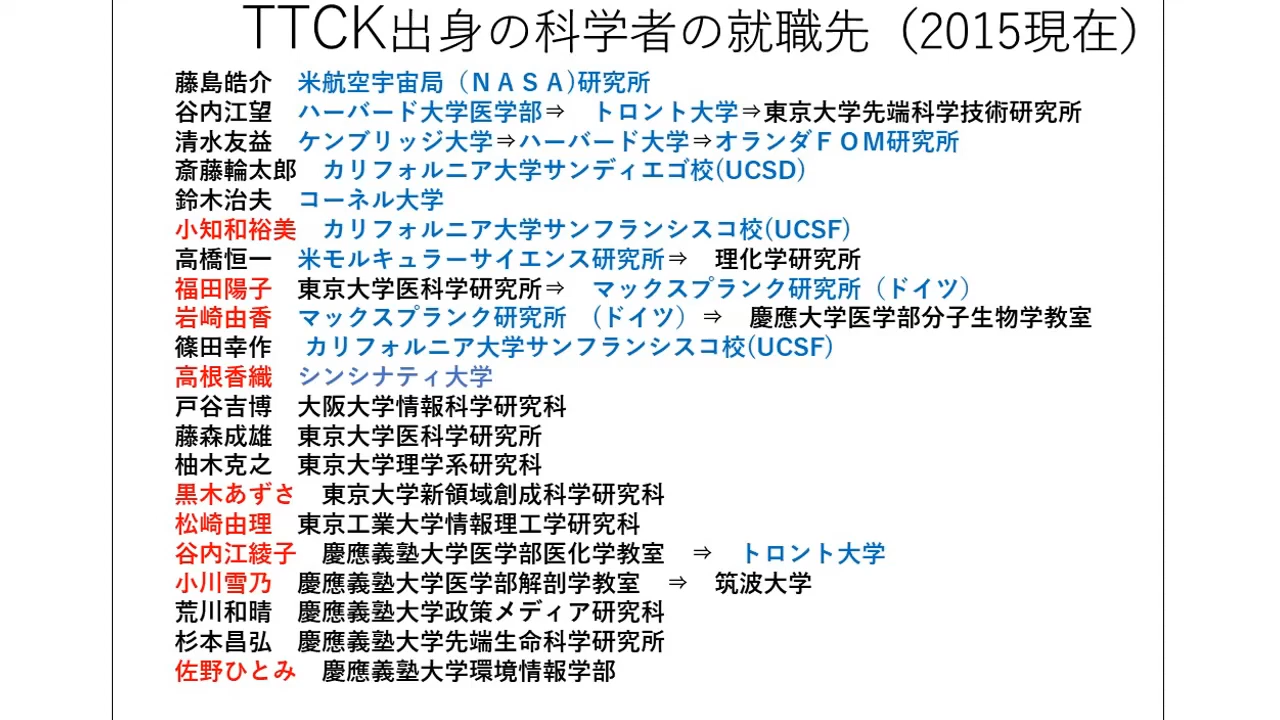 TTCK出身の科学者の就職先（2015現在）
藤島皓介　米航空宇宙局（ＮＡＳＡ)研究所
谷内江望　ハーバード大学医学部⇒　トロント大学⇒東京大学先端科学技術研究所
清水友益　ケンブリッジ大学⇒ハーバード大学⇒オランダＦＯＭ研究所
斎藤輪太郎　カリフォルニア大学サンディエゴ校(UCSD)
鈴木治夫　コーネル大学
小知和裕美　カリフォルニア大学サンフランシスコ校(UCSF)
高橋恒一　米モルキュラーサイエンス研究所⇒　理化学研究所
福田陽子　東京大学医科学研究所⇒　マックスプランク研究所（ドイツ）
岩崎由香　マックスプランク研究所　(ドイツ）⇒　慶應大学医学部分子生物学教室
篠田幸作　カリフォルニア大学サンフランシスコ校(UCSF)
高根香織　シンシナティ大学
戸谷吉博　大阪大学情報科学研究科
藤森成雄　東京大学医科学研究所
柚木克之　東京大学理学系研究科
黒木あずさ　東京大学新領域創成科学研究科
松崎由理　東京工業大学情報理工学研究科
谷内江綾子　慶應義塾大学医学部医化学教室　⇒　トロント大学
小川雪乃　慶應義塾大学医学部解剖学教室　⇒　筑波大学
荒川和晴　慶應義塾大学政策メディア研究科
杉本昌弘　慶應義塾大学先端生命科学研究所
佐野ひとみ　慶應義塾大学環境情報学部